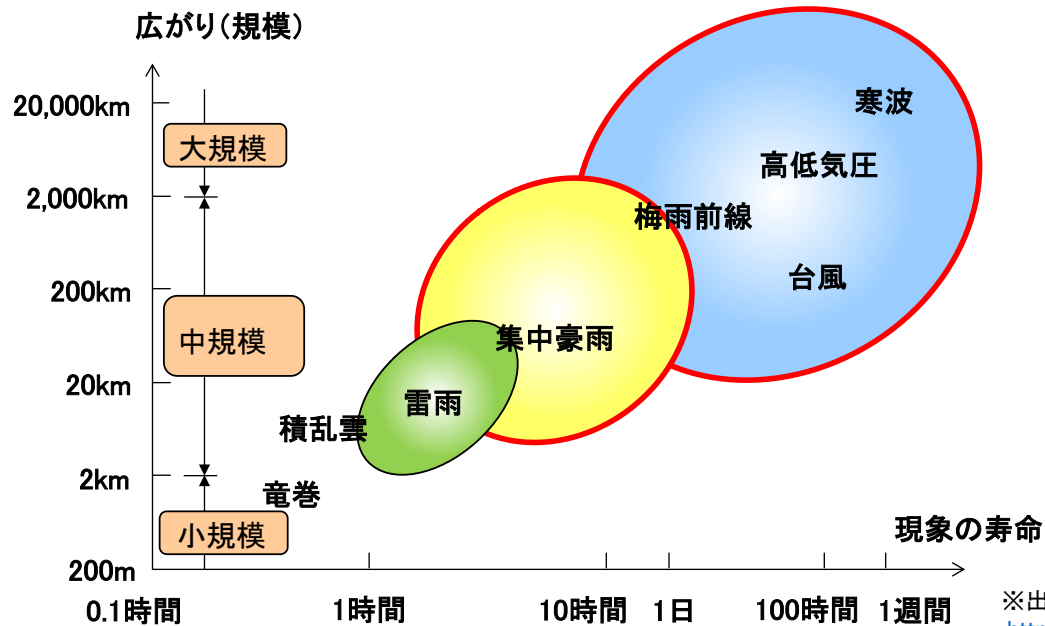 広がり（規模）
20,000km
寒波
大規模
高低気圧
2,000km
梅雨前線
台風
200km
中規模
集中豪雨
20km
雷雨
積乱雲
2km
竜巻
小規模
現象の寿命
200m
0.1時間
1時間
10時間
1日
100時間
1週間
※出